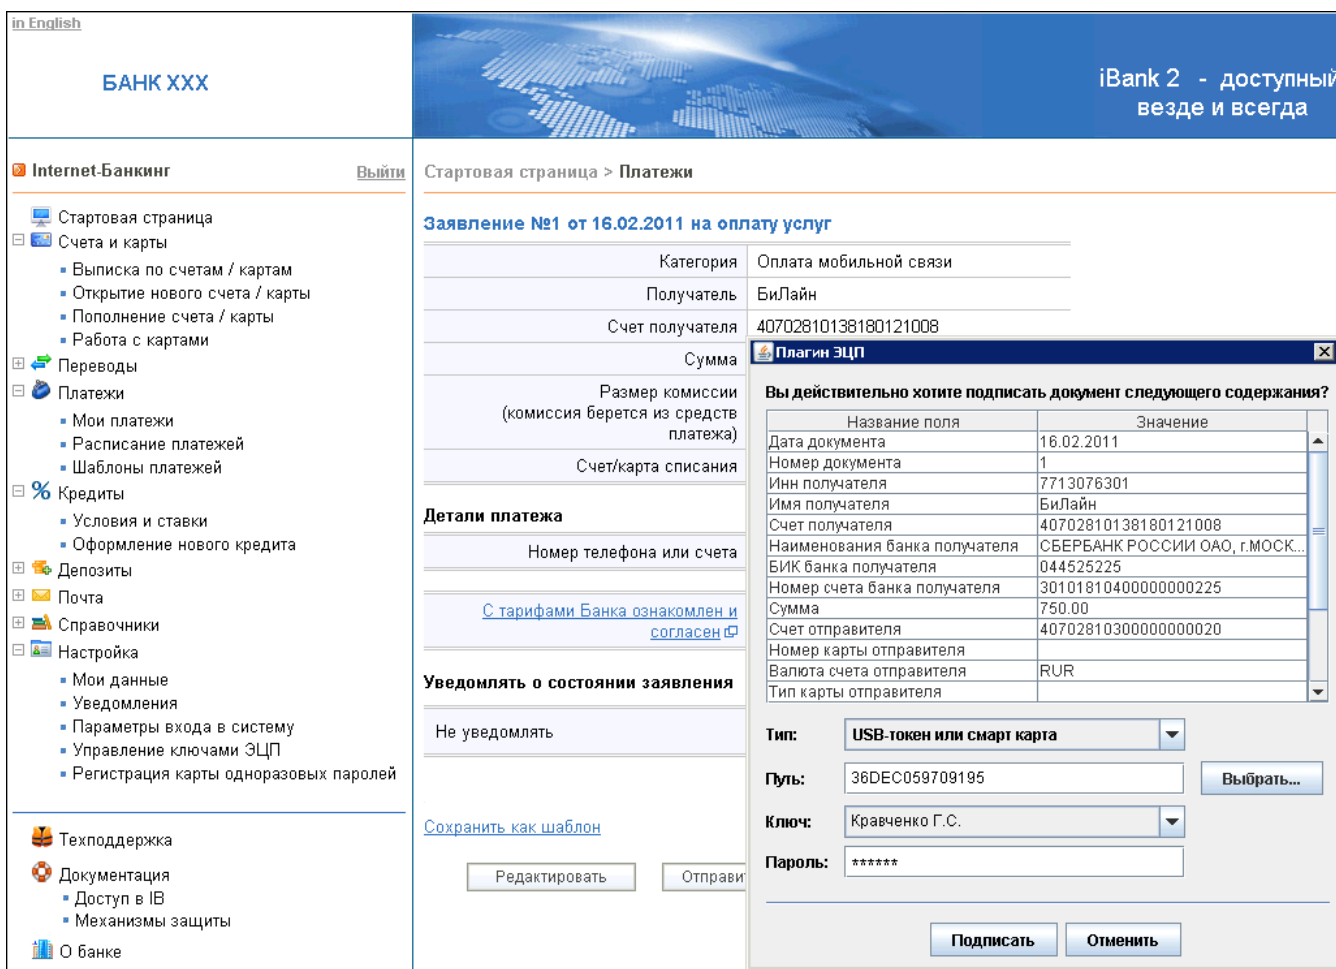 in English
БАНК XXX
iBank 2 - доступный
везде и всегда
Internet-Банкинг
Выйти
Стартовая страница
Счета и карты
Выписка по счетам / картам
Открытие нового счета / карты
Пополнение счета / карты
Работа с картами
Переводы
Платежи
Мои платежи
Расписание платежей
Шаблоны платежей
Кредиты
Условия и ставки
Оформление нового кредита
Депозиты
Почта
Справочники
Настройка
Мои данные
Уведомления
Параметры входа в систему
Управление ключами ЭЦП
Регистрация карты одноразовых паролей
Техподдержка
Документация
Доступ в IB
Механизмы защиты
О банке
Стартовая страница > Платежи
Заявление №1 от 16.02.2011 на оплату услуг
Категория Оплата мобильной связи
Получатель БиЛайн
Счет получателя 40702810138180121008
Сумма
Размер комиссии
(комиссия берется из средств
платежа)
Счет/карта списания
Детали платежа
Номер телефона или счета
С тарифами Банка ознакомлен и
согласен
Уведомлять о состоянии заявления
Не уведомлять
Сохранить как шаблон
Редактировать Отправи
Плагин ЭЦП
Вы действительно хотите подписать документ следующего содержания?
Название поля Значение
Дата документа 16.02.2011
Номер документа 1
Инн получателя 7713076301
Имя получателя БиЛайн
Счет получателя 40702810138180121008
Наименования банка получателя СБЕРБАНК РОССИИ ОАО, г.МОСК...
БИК банка получателя 044525225
Номер счета банка получателя 30101810400000000225
Сумма 750.00
Счет отправителя 40702810300000000020
Номер карты отправителя
Валюта счета отправителя RUR
Тип карты отправителя
Тип: USB-токен или смарт карта
Путь: 36DEC059709195 Выбрать...
Ключ: Кравченко Г.С.
Пароль: ******
Подписать Отменить